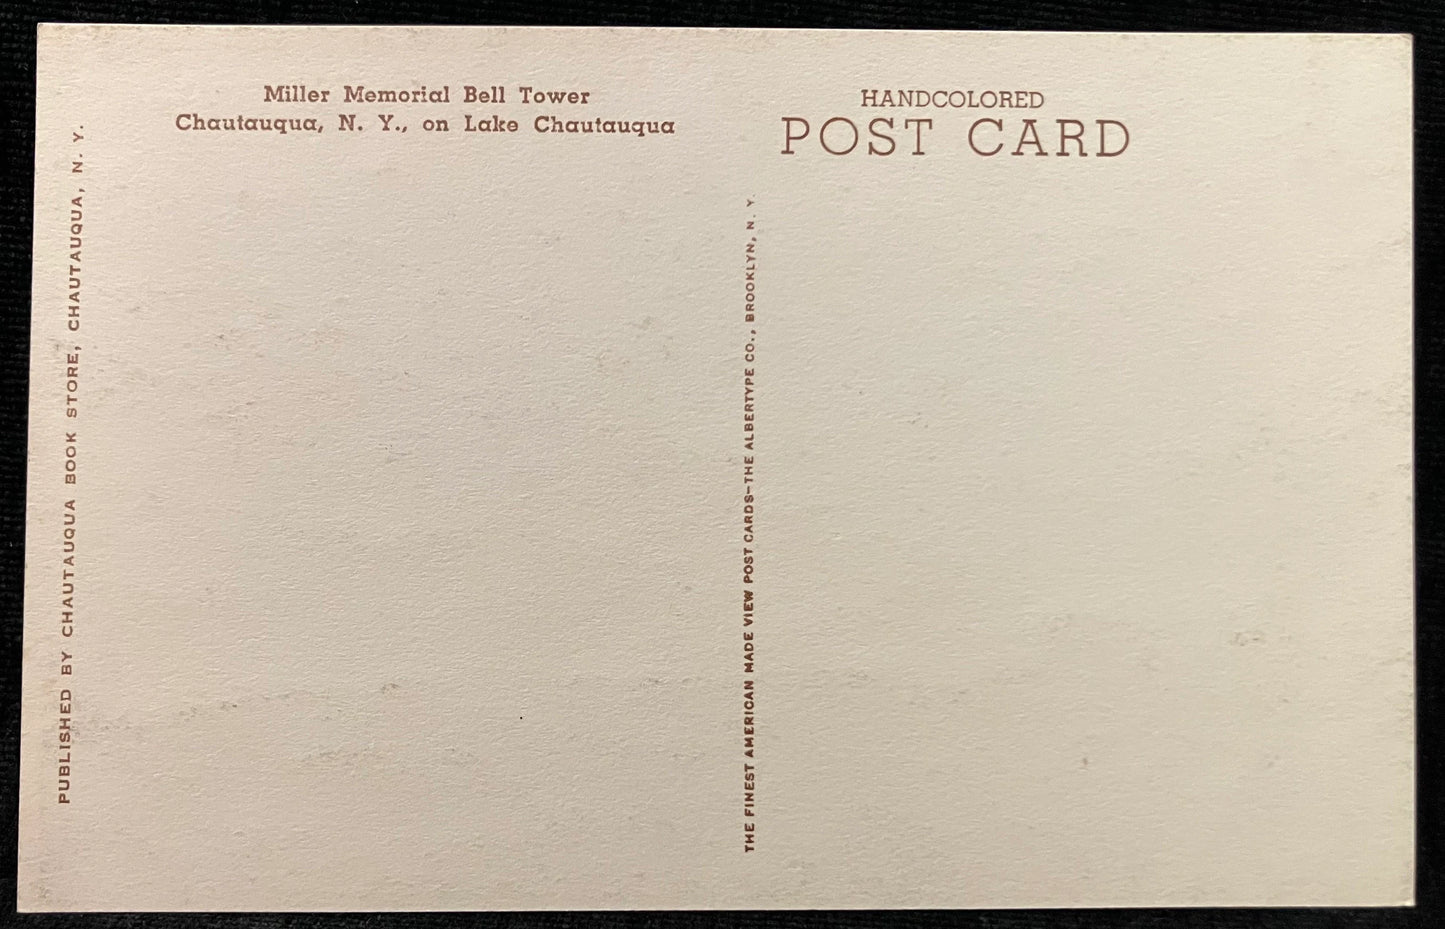 Miller Memorial Bell Tower
Chautauqua, N. Y., on Lake Chautauqua
HANDCOLORED
POST CARD
PUBLISHED BY CHAUTAUQUA BOOK STORE, CHAUTAUQUA, N. Y.
THE FINEST AMERICAN MADE VIEW POST CARDS—THE ALBERTYPE CO., BROOKLYN, N. Y.